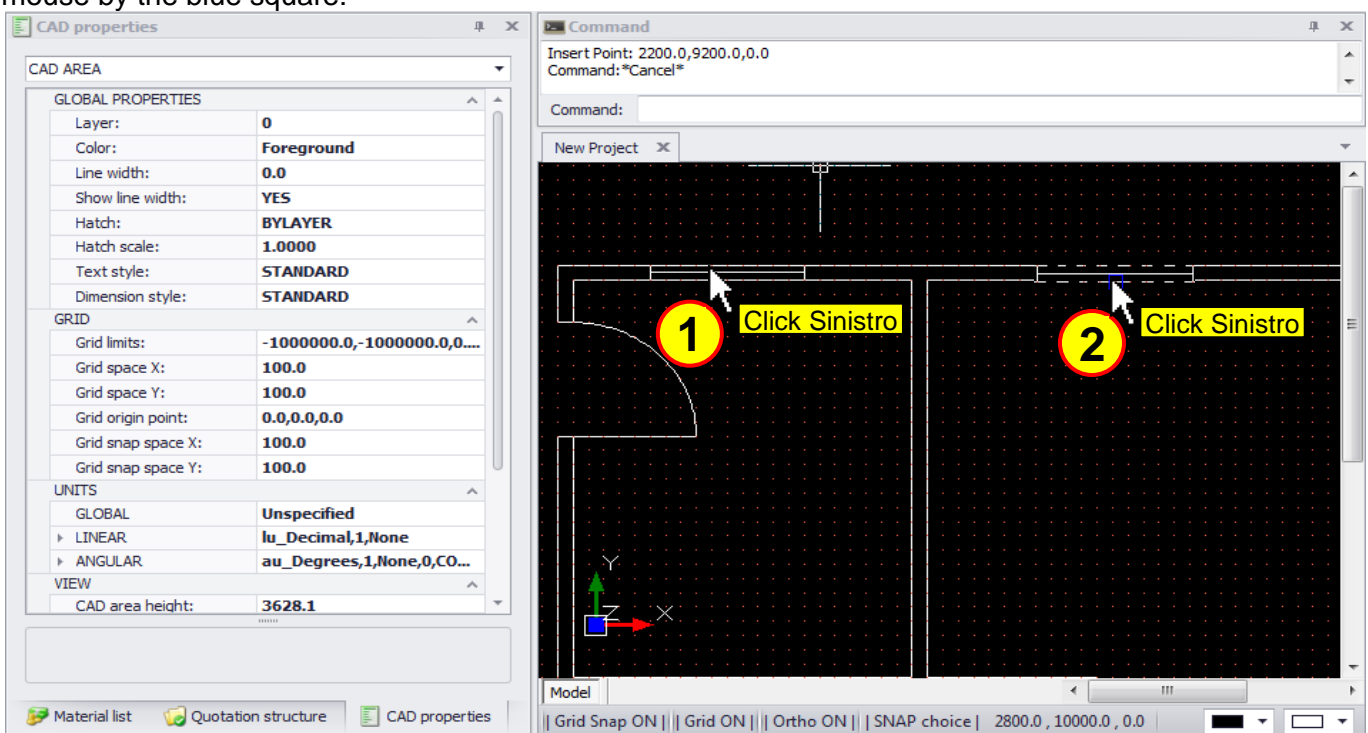 mouse by the blue square.
CAD properties
CAD AREA
GLOBAL PROPERTIES
Layer: 0
Color: Foreground
Line width: 0.0
Show line width: YES
Hatch: BYLAYER
Hatch scale: 1.0000
Text style: STANDARD
Dimension style: STANDARD
GRID
Grid limits: -1000000.0,-1000000.0,0....
Grid space X: 100.0
Grid space Y: 100.0
Grid origin point: 0.0,0.0,0.0
Grid snap space X: 100.0
Grid snap space Y: 100.0
UNITS
GLOBAL Unspecified
LINEAR lu_Decimal,1,None
ANGULAR au_Degrees,1,None,0,CO...
VIEW
CAD area height: 3628.1
Material list Quotation structure CAD properties
Command
Insert Point: 2200.0,9200.0,0.0
Command:*Cancel*
Command:
New Project
1 Click Sinistro
2 Click Sinistro
Y
Z X
Model
| Grid Snap ON | | Grid ON | | Ortho ON | | SNAP choice | 2800.0 , 10000.0 , 0.0